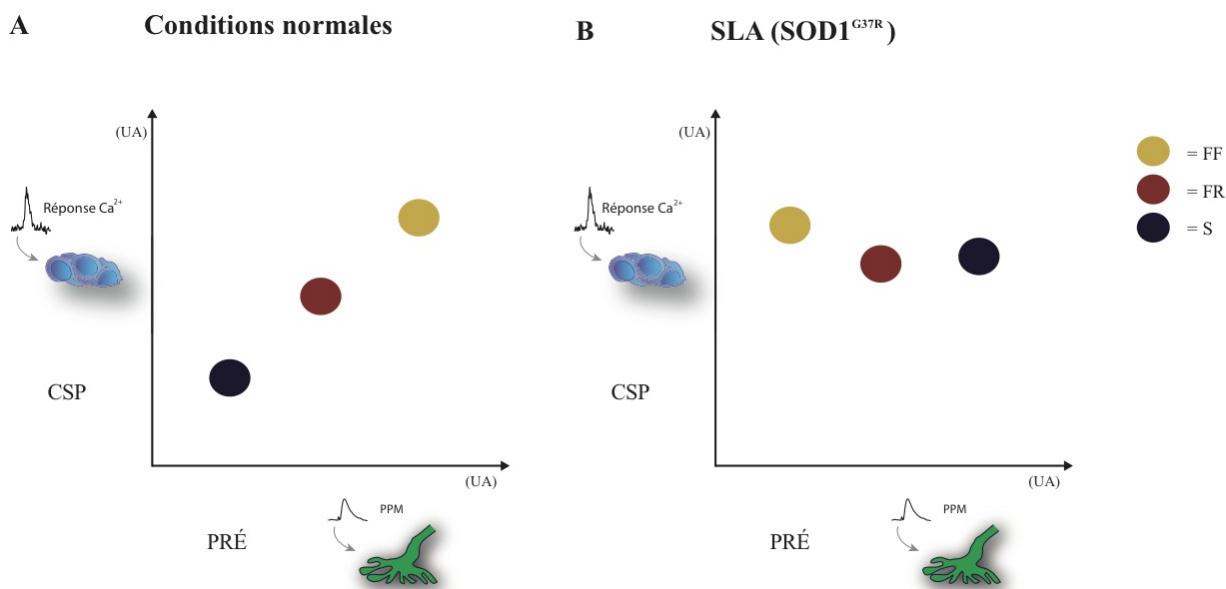 A
Conditions normales
(UA)
Réponse Ca²⁺
CSP
(UA)
PPM
PRÉ
B
SLA (SOD1ᴳ³⁷ᴿ)
(UA)
Réponse Ca²⁺
CSP
(UA)
PPM
PRÉ
= FF
= FR
= S